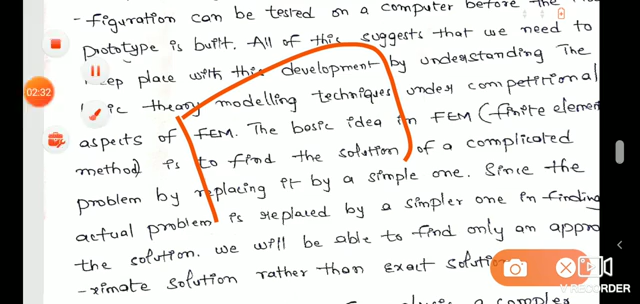 -figuration can be tested on a computer before the
prototype is built. All of this suggests that we need to
place with this development by understanding The
theory modelling techniques under competitional
aspects of FEM. The basic idea in FEM (finite element
method) is to find the solution of a complicated
problem by replacing it by a simple one. Since the
actual problem is replaced by a simpler one in finding
the solution. we will be able to find only an appro
-ximate solution rather than exact solution
02:32
V RECORDER